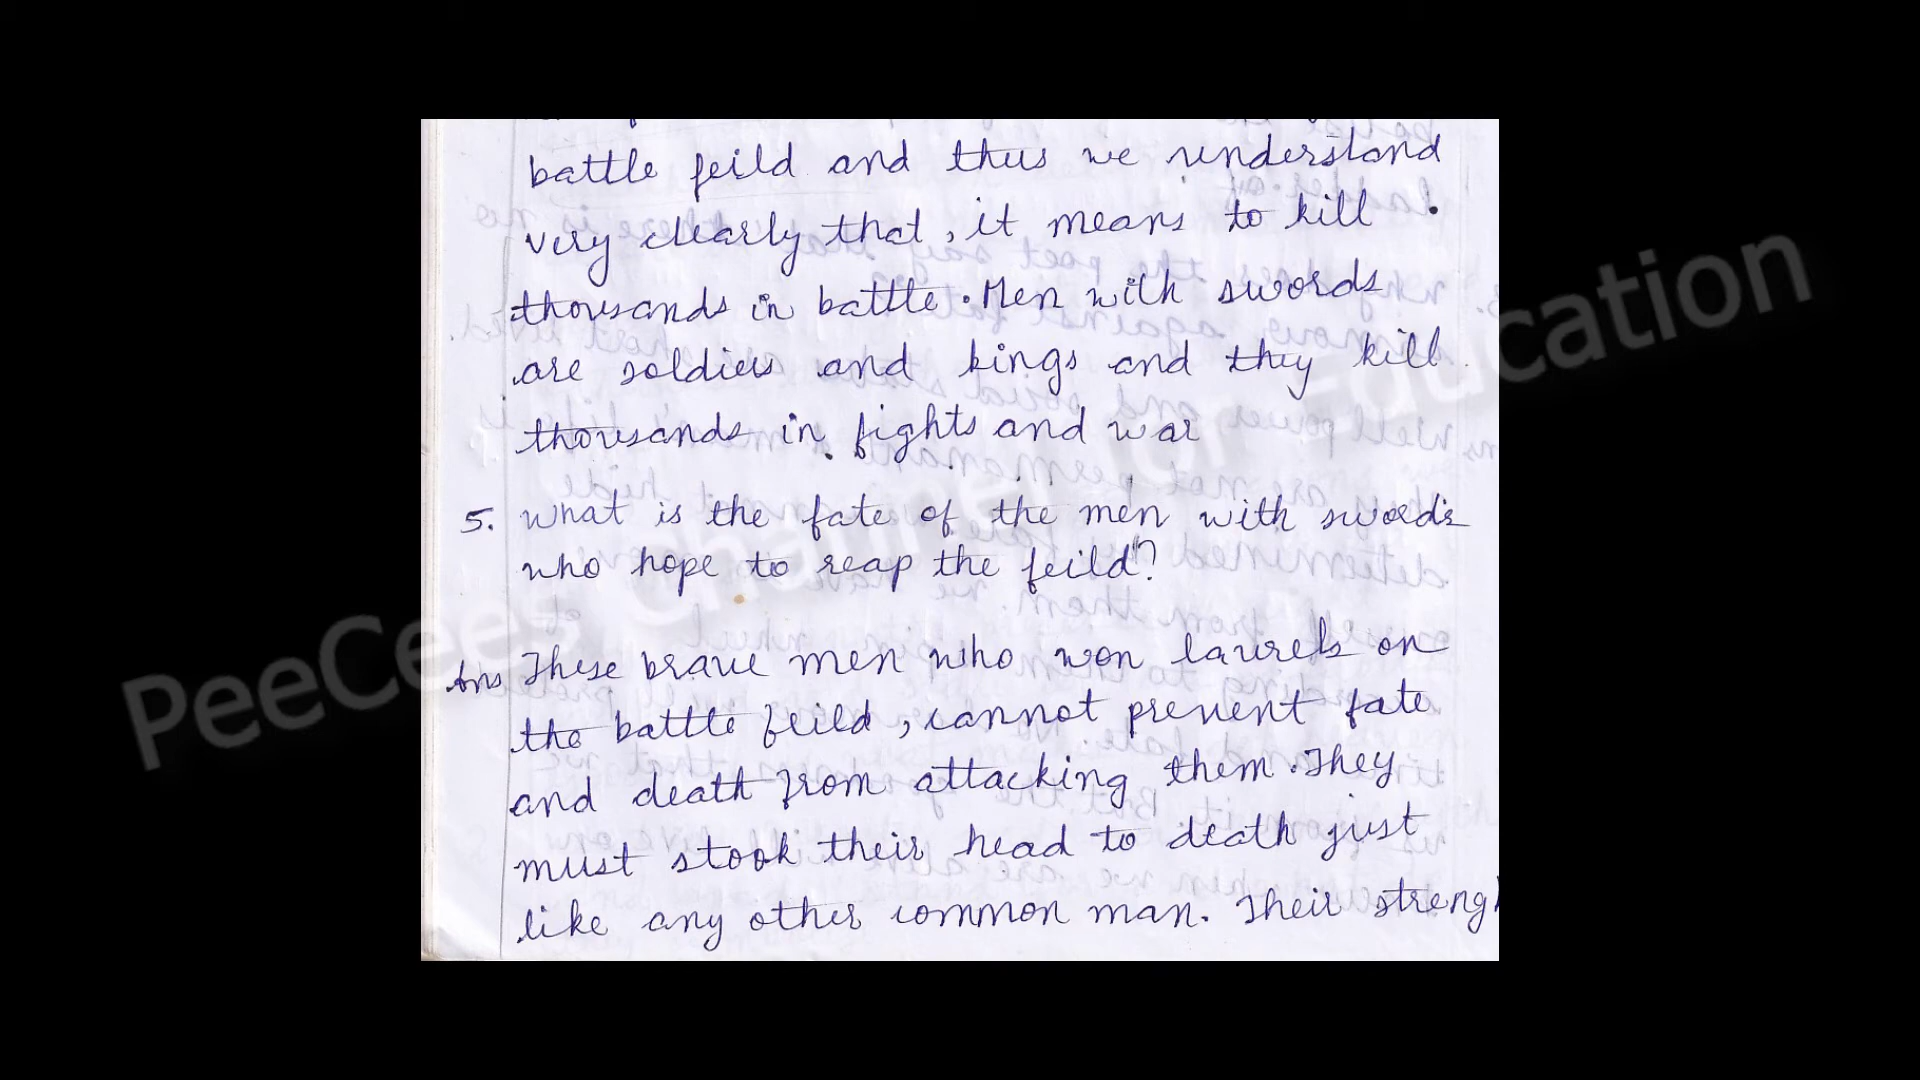 battle feild and thus we understand
very clearly that, it means to kill
thousands in battle. Men with swords
are soldiers and kings and they kill
thousands in fights and war
5. What is the fate of the men with swords
who hope to reap the feild?
Ans These brave men who won laurels on
the battle feild, cannot prevent fate
and death from attacking them. They
must stook their head to death just
like any other common man. Their strengh
PeeCees Channel for Education